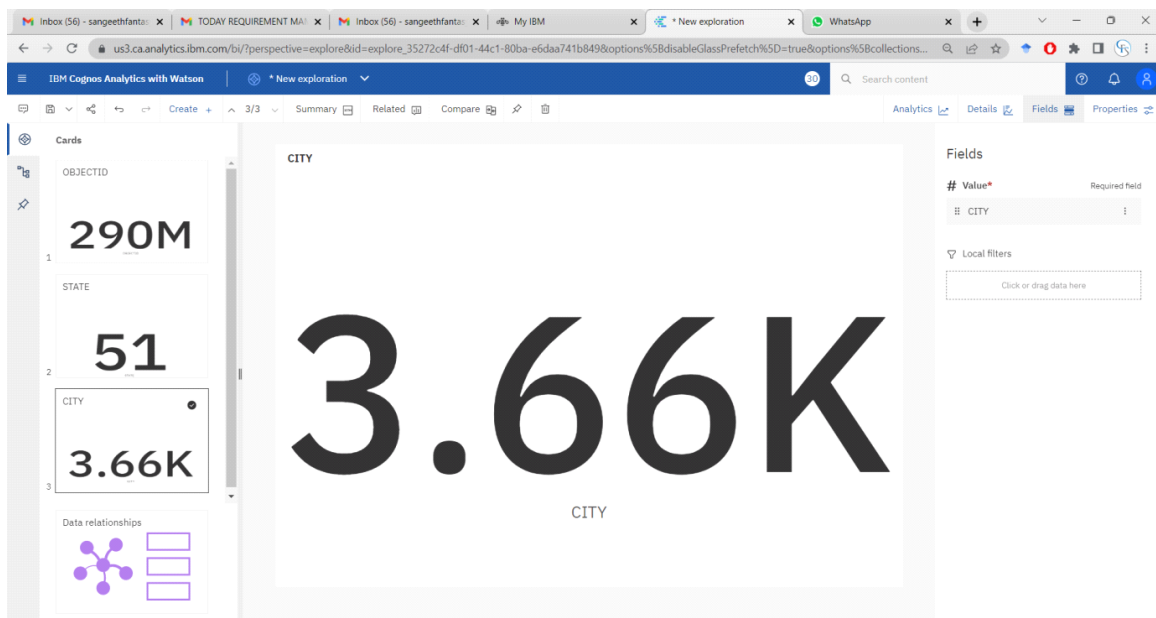 Inbox (56) - sangeethfantas
TODAY REQUIREMENT MAI
Inbox (56) - sangeethfantas
My IBM
* New exploration
WhatsApp
us3.ca.analytics.ibm.com/bi/?perspective=explore&id=explore_35272c4f-df01-44c1-80ba-e6daa741b849&options%5BdisableGlassPrefetch%5D=true&options%5Bcollections...
IBM Cognos Analytics with Watson
* New exploration
30
Search content
Create +
3/3
Summary
Related
Compare
Analytics
Details
Fields
Properties
Cards
OBJECTID
290M
1
STATE
51
2
CITY
3.66K
3
Data relationships
CITY
3.66K
CITY
Fields
# Value*
Required field
CITY
Local filters
Click or drag data here